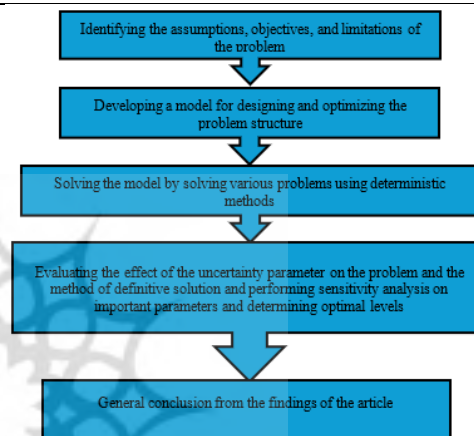 Identifying the assumptions, objectives, and limitations of
the problem
Developing a model for designing and optimizing the
problem structure
Solving the model by solving various problems using deterministic
methods
Evaluating the effect of the uncertainty parameter on the problem and the
method of definitive solution and performing sensitivity analysis on
important parameters and determining optimal levels
General conclusion from the findings of the article